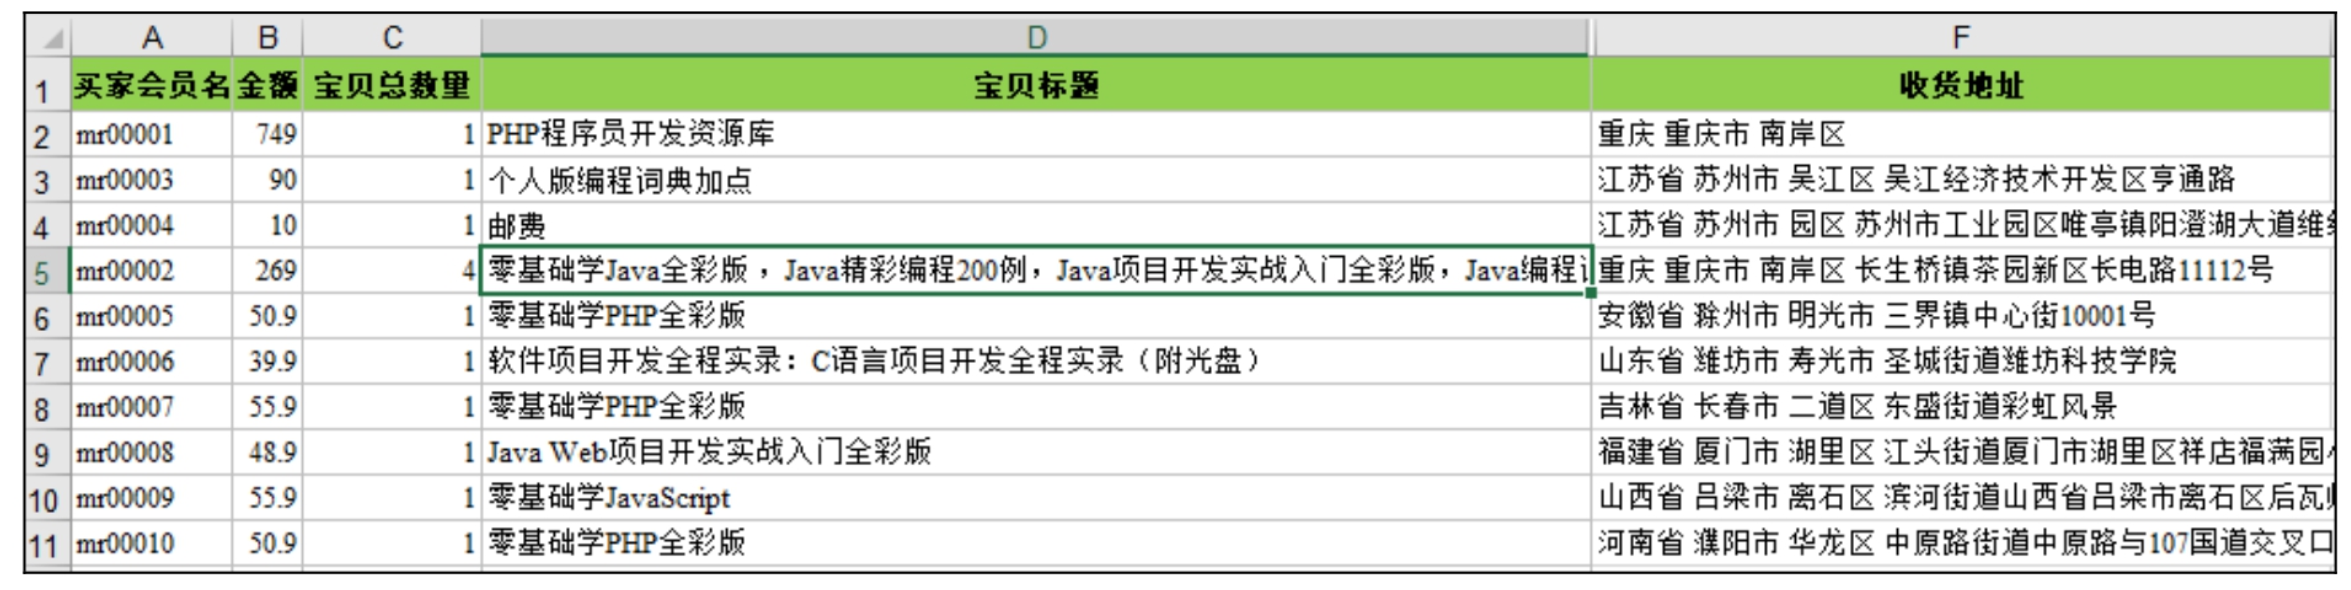 A B C D F
1 买家会员名 金额 宝贝总数量 宝贝标题 收货地址
2 mr00001 749 1 PHP程序员开发资源库 重庆 重庆市 南岸区
3 mr00003 90 1 个人版编程词典加点 江苏省 苏州市 吴江区 吴江经济技术开发区亨通路
4 mr00004 10 1 邮费 江苏省 苏州市 园区 苏州市工业园区唯亭镇阳澄湖大道维
5 mr00002 269 4 零基础学Java全彩版 ，Java精彩编程200例，Java项目开发实战入门全彩版，Java编程 重庆 重庆市 南岸区 长生桥镇茶园新区长电路11112号
6 mr00005 50.9 1 零基础学PHP全彩版 安徽省 滁州市 明光市 三界镇中心街10001号
7 mr00006 39.9 1 软件项目开发全程实录：C语言项目开发全程实录（附光盘） 山东省 潍坊市 寿光市 圣城街道潍坊科技学院
8 mr00007 55.9 1 零基础学PHP全彩版 吉林省 长春市 二道区 东盛街道彩虹风景
9 mr00008 48.9 1 Java Web项目开发实战入门全彩版 福建省 厦门市 湖里区 江头街道厦门市湖里区祥店福满园
10 mr00009 55.9 1 零基础学JavaScript 山西省 吕梁市 离石区 滨河街道山西省吕梁市离石区后瓦
11 mr00010 50.9 1 零基础学PHP全彩版 河南省 濮阳市 华龙区 中原路街道中原路与107国道交叉口